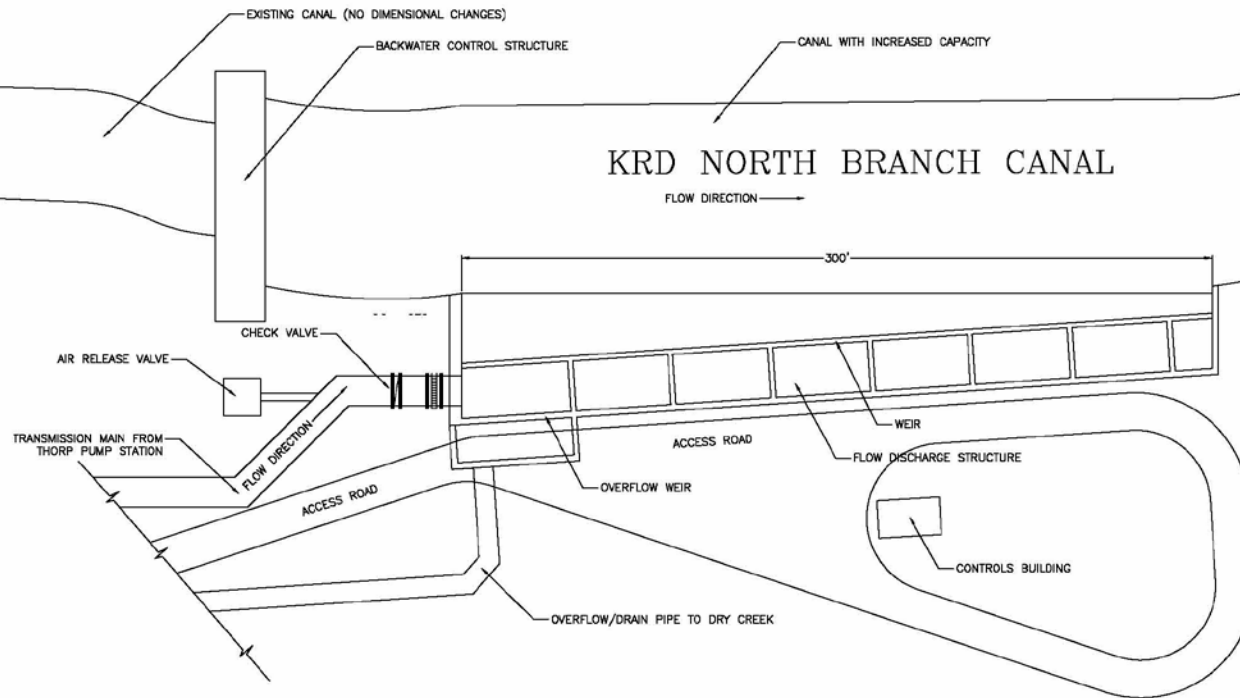 EXISTING CANAL (NO DIMENSIONAL CHANGES)
BACKWATER CONTROL STRUCTURE
CANAL WITH INCREASED CAPACITY
KRD NORTH BRANCH CANAL
FLOW DIRECTION
300'
CHECK VALVE
AIR RELEASE VALVE
TRANSMISSION MAIN FROM
THORP PUMP STATION
FLOW DIRECTION
ACCESS ROAD
ACCESS ROAD
WEIR
FLOW DISCHARGE STRUCTURE
OVERFLOW WEIR
CONTROLS BUILDING
OVERFLOW/DRAIN PIPE TO DRY CREEK